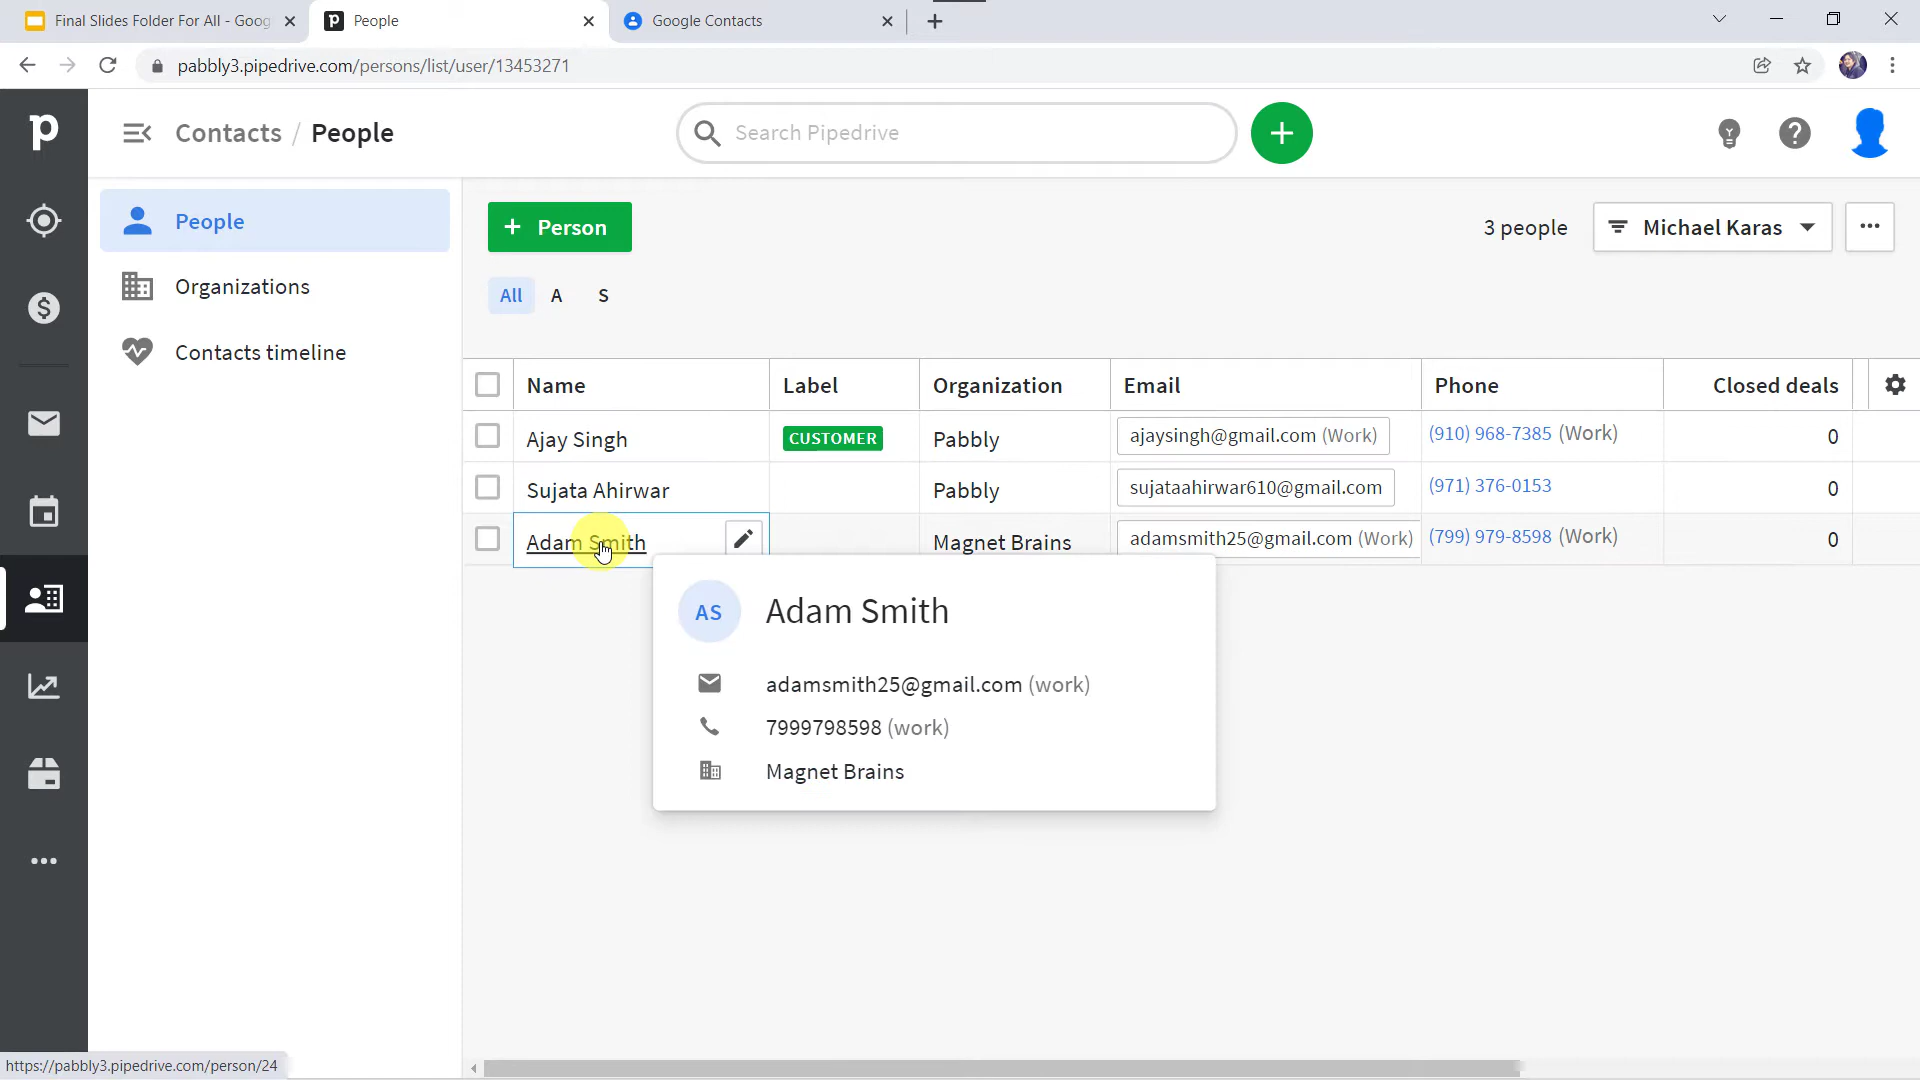 Final Slides Folder For All - Goog
People
Google Contacts
pabbly3.pipedrive.com/persons/list/user/13453271
p
Contacts / People
Search Pipedrive
People
Organizations
Contacts timeline
+ Person
3 people
Michael Karas
All A S
Name Label Organization Email Phone Closed deals
Ajay Singh CUSTOMER Pabbly ajaysingh@gmail.com (Work) (910) 968-7385 (Work) 0
Sujata Ahirwar Pabbly sujataahirwar610@gmail.com (971) 376-0153 0
Adam Smith Magnet Brains adamsmith25@gmail.com (Work) (799) 979-8598 (Work) 0
AS Adam Smith
adamsmith25@gmail.com (work)
7999798598 (work)
Magnet Brains
https://pabbly3.pipedrive.com/person/24